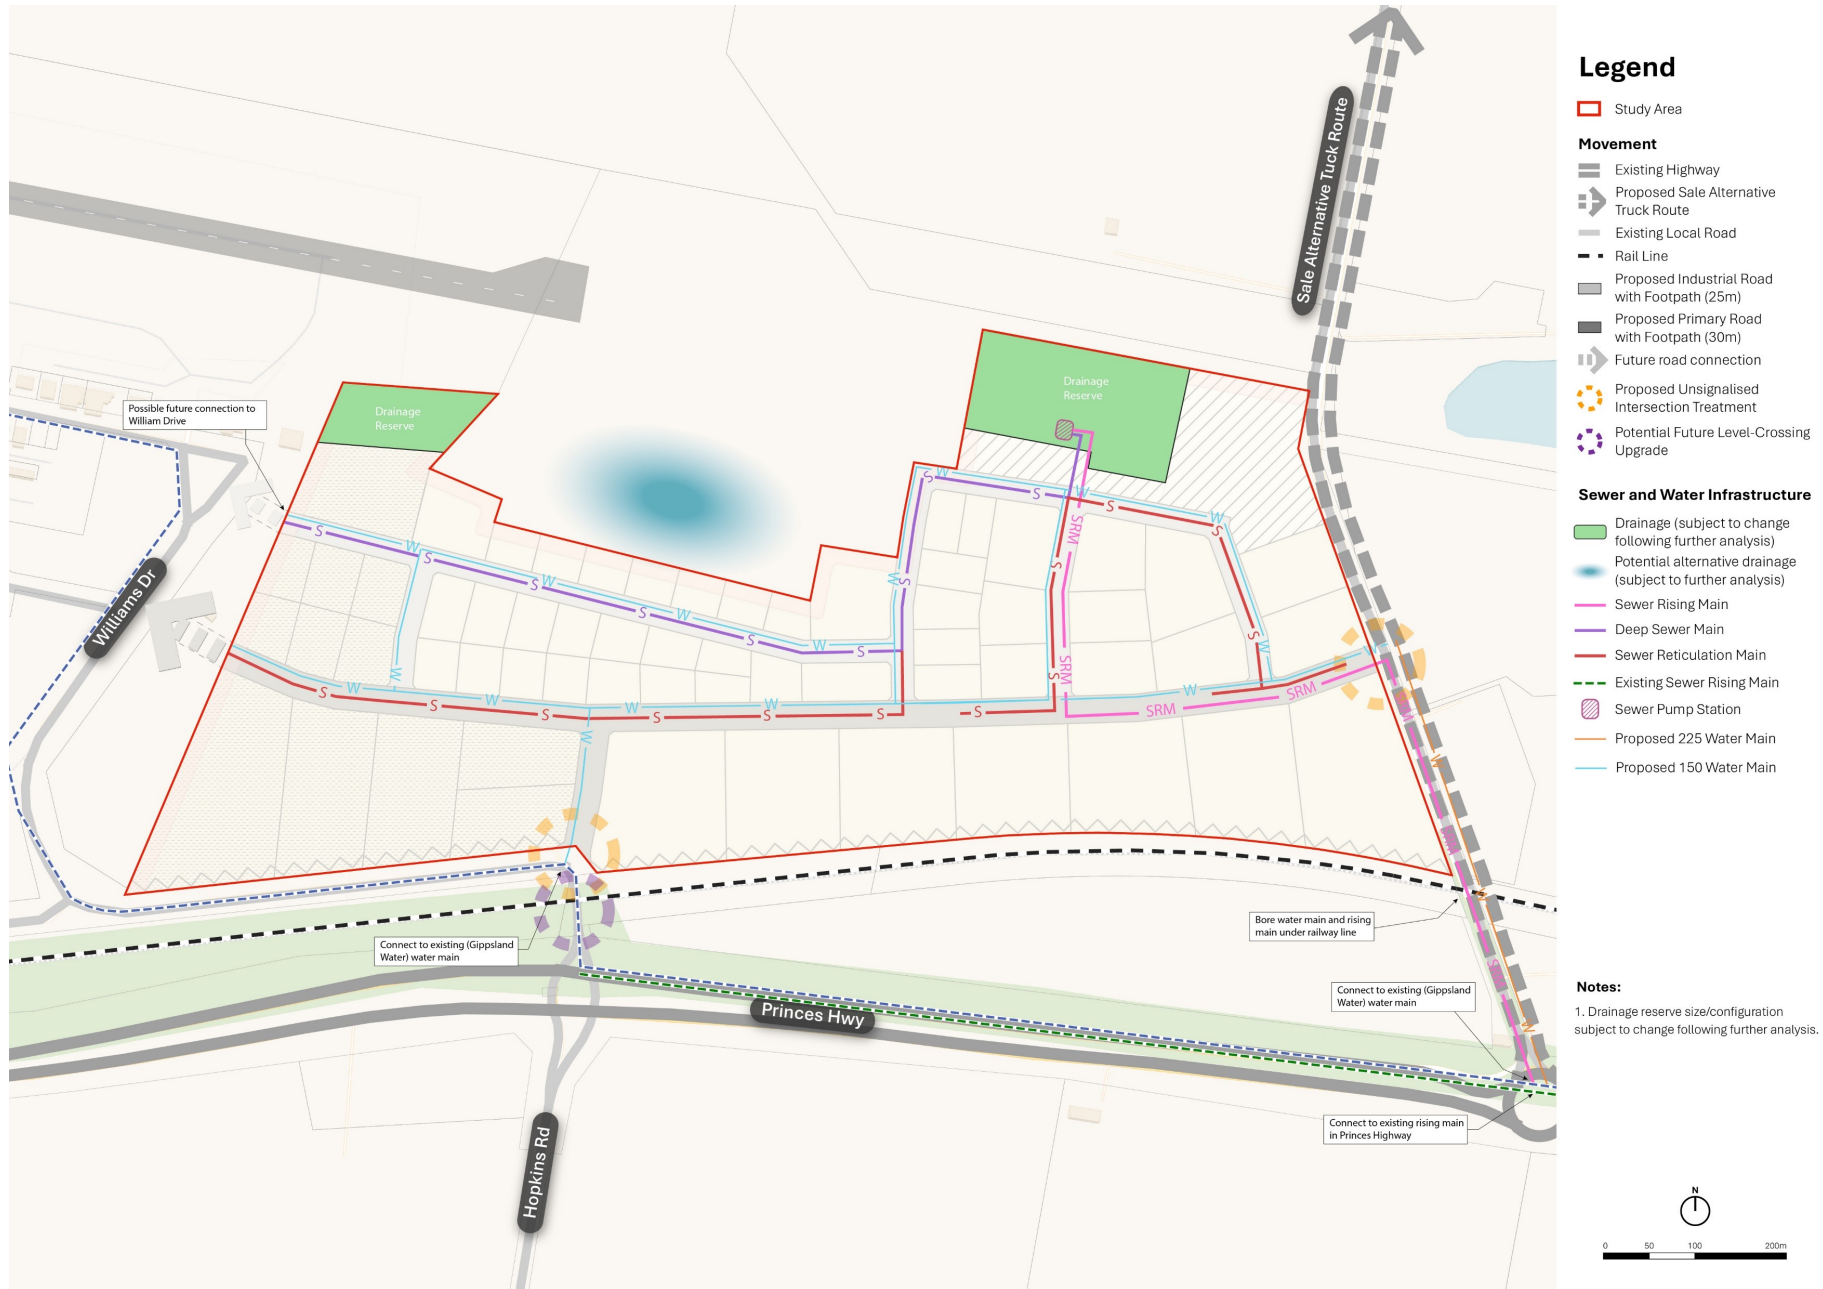 Sale Alternative Tuck Route
Drainage
Reserve
Possible future connection to
William Drive
Drainage
Reserve
Williams Dr
S
W
S
W
S
W
S
W
S
W
S
W
S
W
S
W
S
W
S
W
S
SRM
S
W
S
W
SRM
S
W
S
W
S
W
S
W
S
W
S
W
S
S
W
SRM
SRM
W
W
Connect to existing (Gippsland
Water) water main
Bore water main and rising
main under railway line
Connect to existing (Gippsland
Water) water main
Connect to existing rising main
in Princes Highway
Princes Hwy
Hopkins Rd
Legend
Study Area
Movement
Existing Highway
Proposed Sale Alternative
Truck Route
Existing Local Road
Rail Line
Proposed Industrial Road
with Footpath (25m)
Proposed Primary Road
with Footpath (30m)
Future road connection
Proposed Unsignalised
Intersection Treatment
Potential Future Level-Crossing
Upgrade
Sewer and Water Infrastructure
Drainage (subject to change
following further analysis)
Potential alternative drainage
(subject to further analysis)
Sewer Rising Main
Deep Sewer Main
Sewer Reticulation Main
Existing Sewer Rising Main
Sewer Pump Station
Proposed 225 Water Main
Proposed 150 Water Main
Notes:
1. Drainage reserve size/configuration
subject to change following further analysis.
N
0 50 100 200m